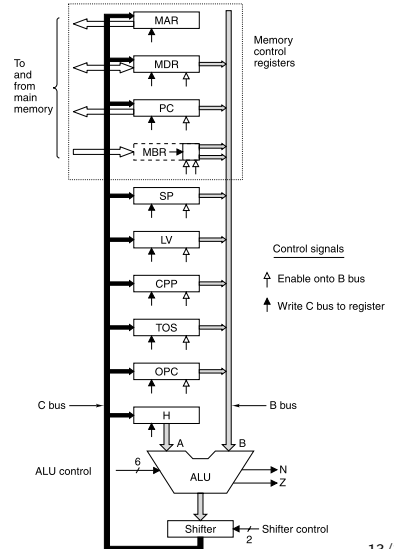 MAR
To
and
from
main
memory
MDR
PC
MBR
Memory
control
registers
SP
LV
CPP
TOS
OPC
H
Control signals
Enable onto B bus
Write C bus to register
C bus
B bus
A
B
ALU control
6
ALU
N
Z
Shifter
Shifter control
2
13 /